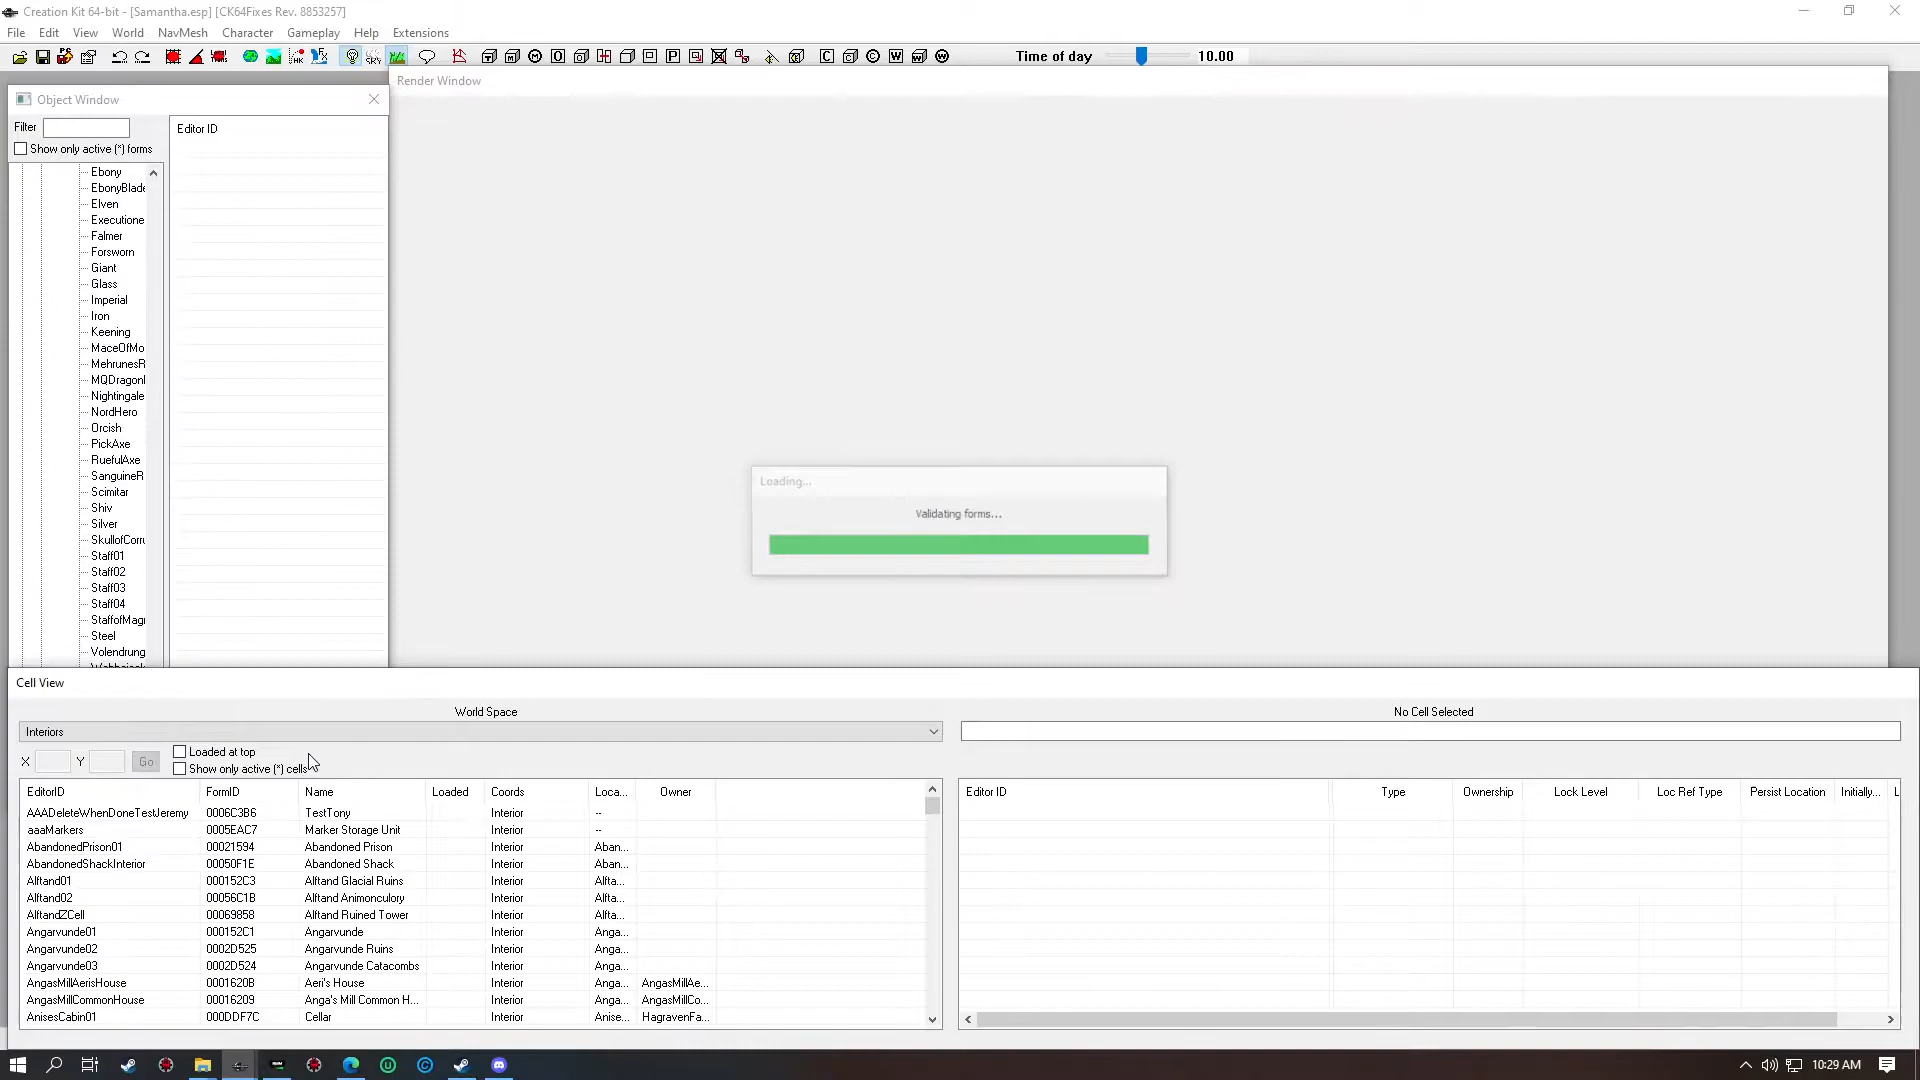 Creation Kit 64-bit - [Samantha.esp] [CK64Fixes Rev. 8853257]
File Edit View World NavMesh Character Gameplay Help Extensions
Time of day 10.00
Render Window
Object Window
Filter
Show only active (*) forms
Editor ID
Ebony
EbonyBlade
Elven
Executione
Falmer
Forsworn
Giant
Glass
Imperial
Iron
Keening
MaceOfMo
MehrunesR
MQDragonI
Nightingale
NordHero
Orcish
PickAxe
RuefulAxe
SanguineR
Scimitar
Shiv
Silver
SkullofCorru
Staff01
Staff02
Staff03
Staff04
StaffofMagn
Steel
Volendrung
Loading...
Validating forms...
Cell View
World Space
Interiors
X Y Go
Loaded at top
Show only active (*) cells
EditorID FormID Name Loaded Coords Loca... Owner
AAADeleteWhenDoneTestJeremy 0006C3B6 TestTony Interior --
aaaMarkers 0005EAC7 Marker Storage Unit Interior --
AbandonedPrison01 00021594 Abandoned Prison Interior Aban...
AbandonedShackInterior 00050F1E Abandoned Shack Interior Aban...
Alftand01 000152C3 Alftand Glacial Ruins Interior Alfta...
Alftand02 00056C1B Alftand Animonculory Interior Alfta...
AlftandZCell 00069858 Alftand Ruined Tower Interior Alfta...
Angarvunde01 000152C1 Angarvunde Interior Anga...
Angarvunde02 0002D525 Angarvunde Ruins Interior Anga...
Angarvunde03 0002D524 Angarvunde Catacombs Interior Anga...
AngasMillAerisHouse 0001620B Aeri's House Interior Anga... AngasMillAe...
AngasMillCommonHouse 00016209 Anga's Mill Common H... Interior Anga... AngasMillCo...
AnisesCabin01 000DDF7C Cellar Interior Anise... HagravenFa...
No Cell Selected
Editor ID Type Ownership Lock Level Loc Ref Type Persist Location Initially... L
10:29 AM